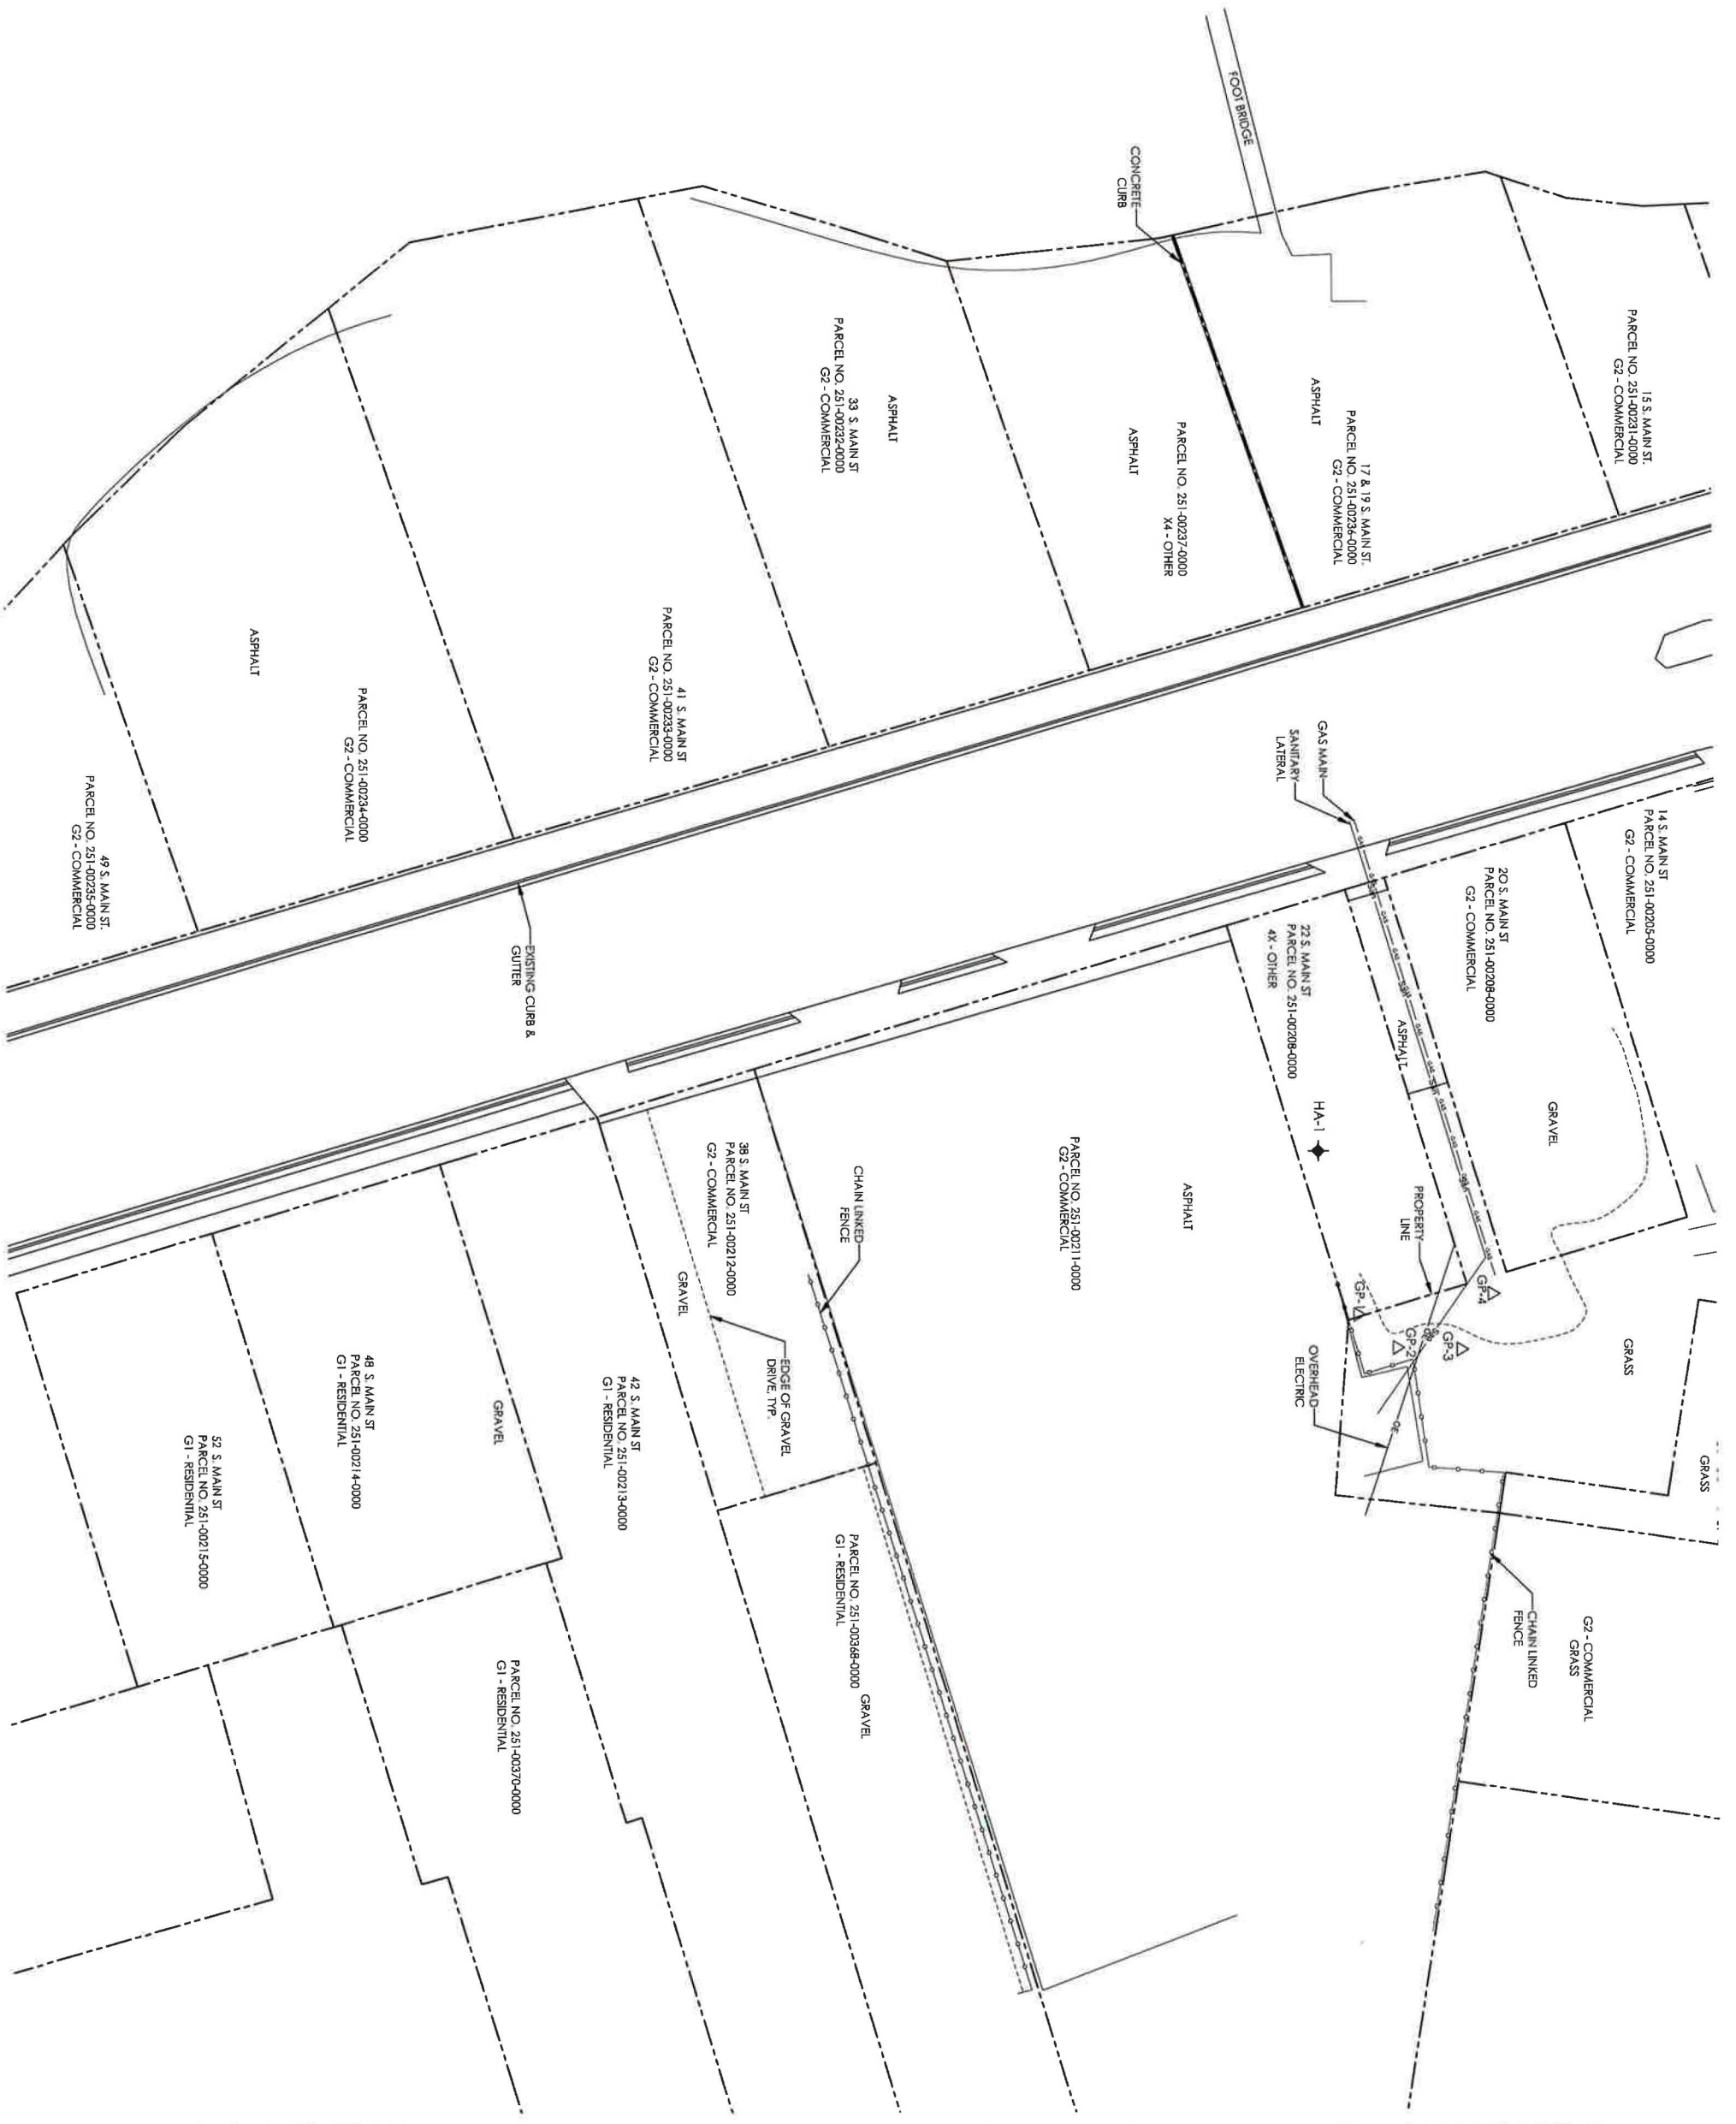 FOOT BRIDGE
CONCRETE
CURB
15 S. MAIN ST.
PARCEL NO. 251-00231-0000
G2 - COMMERCIAL
17 & 19 S. MAIN ST.
PARCEL NO. 251-00236-0000
G2 - COMMERCIAL
ASPHALT
PARCEL NO. 251-00237-0000
X4 - OTHER
ASPHALT
ASPHALT
33 S. MAIN ST
PARCEL NO. 251-00232-0000
G2 - COMMERCIAL
41 S. MAIN ST
PARCEL NO. 251-00233-0000
G2 - COMMERCIAL
PARCEL NO. 251-00234-0000
G2 - COMMERCIAL
ASPHALT
49 S. MAIN ST.
PARCEL NO. 251-00235-0000
G2 - COMMERCIAL
EXISTING CURB &
GUTTER
GAS MAIN
SANITARY
LATERAL
14 S. MAIN ST
PARCEL NO. 251-00205-0000
G2 - COMMERCIAL
20 S. MAIN ST
PARCEL NO. 251-00208-0000
G2 - COMMERCIAL
GRAVEL
ASPHALT
22 S. MAIN ST
PARCEL NO. 251-00208-0000
4X - OTHER
HA-1
PROPERTY
LINE
GP-1
GP-2
GP-3
GP-4
OE
OVERHEAD
ELECTRIC
GRASS
GRASS
CHAIN LINKED
FENCE
G2 - COMMERCIAL
GRASS
ASPHALT
PARCEL NO. 251-00211-0000
G2 - COMMERCIAL
CHAIN LINKED
FENCE
38 S. MAIN ST
PARCEL NO. 251-00212-0000
G2 - COMMERCIAL
GRAVEL
EDGE OF GRAVEL
DRIVE, TYP.
PARCEL NO. 251-00368-0000
G1 - RESIDENTIAL
GRAVEL
42 S. MAIN ST
PARCEL NO. 251-00213-0000
G1 - RESIDENTIAL
GRAVEL
48 S. MAIN ST
PARCEL NO. 251-00214-0000
G1 - RESIDENTIAL
52 S. MAIN ST
PARCEL NO. 251-00215-0000
G1 - RESIDENTIAL
PARCEL NO. 251-00370-0000
G1 - RESIDENTIAL